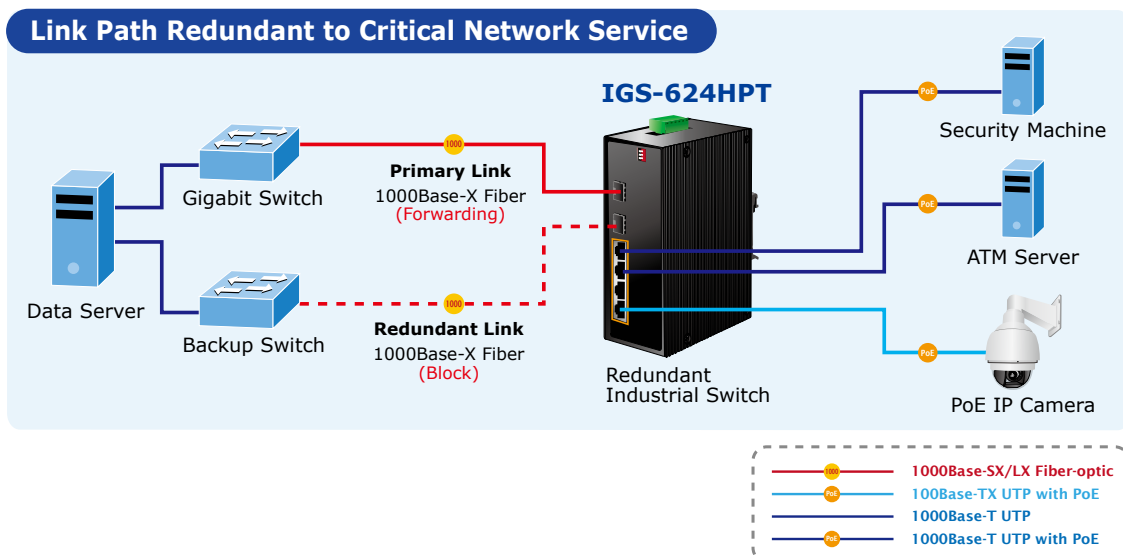 Link Path Redundant to Critical Network Service
IGS-624HPT
PoE
Security Machine
1000
Gigabit Switch
Primary Link
1000Base-X Fiber
(Forwarding)
PoE
ATM Server
Data Server
1000
Backup Switch
Redundant Link
1000Base-X Fiber
(Block)
Redundant
Industrial Switch
PoE
PoE IP Camera
1000
1000Base-SX/LX Fiber-optic
PoE
100Base-TX UTP with PoE
1000Base-T UTP
PoE
1000Base-T UTP with PoE